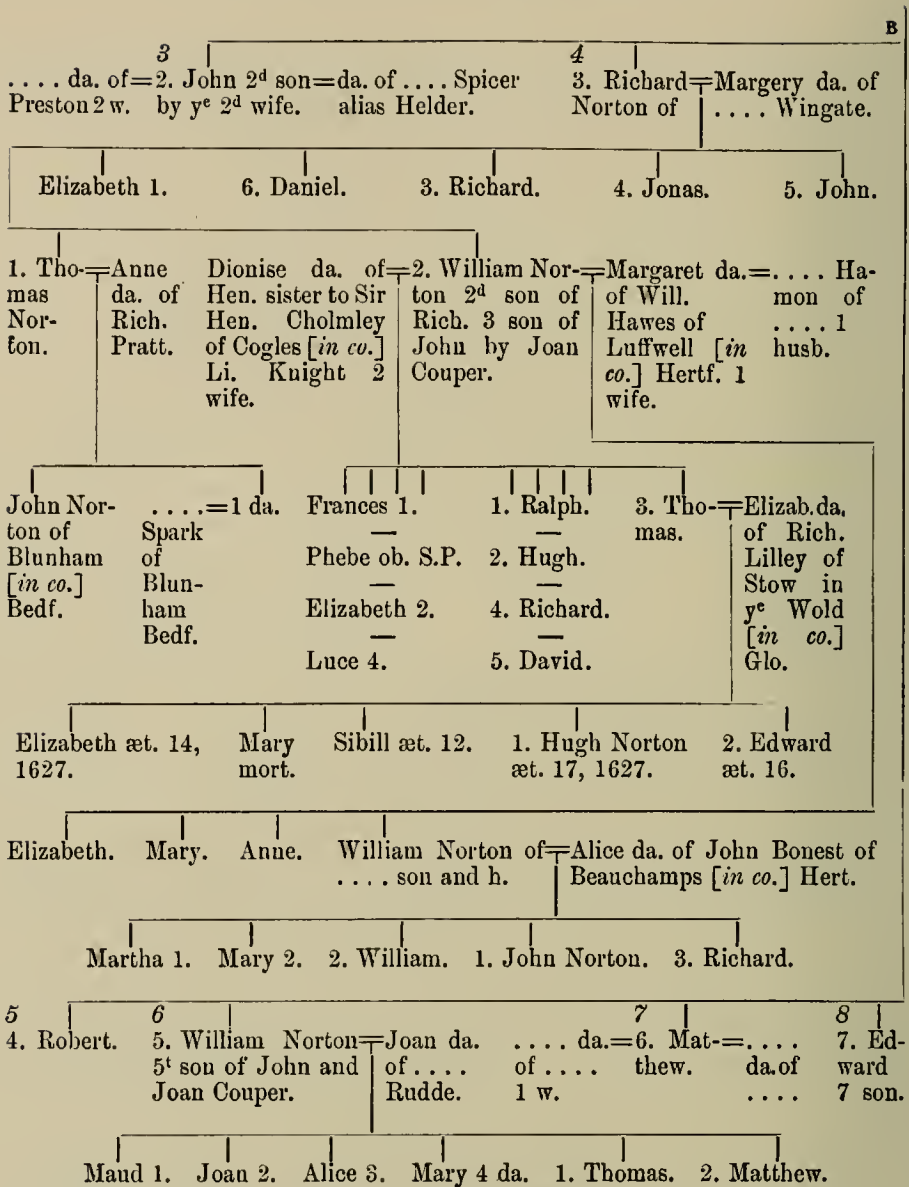 B
3 4
. . . . da. of=2. John 2d son=da. of . . . . Spicer 3. Richard=Margery da. of
Preston 2 w. by ye 2d wife. alias Helder. Norton of . . . . Wingate.
Elizabeth 1. 6. Daniel. 3. Richard. 4. Jonas. 5. John.
1. Tho-=Anne Dionise da. of=2. William Nor-=Margaret da.=. . . . Ha-
mas da. of Hen. sister to Sir ton 2d son of of Will. mon of
Nor- Rich. Hen. Cholmley Rich. 3 son of Hawes of . . . . 1
ton. Pratt. of Cogles [in co.] John by Joan Luffwell [in husb.
Li. Knight 2 Couper. co.] Hertf. 1
wife. wife.
John Nor- . . . .=1 da. Frances 1. 1. Ralph. 3. Tho-=Elizab. da.
ton of Spark — — mas. of Rich.
Blunham of Phebe ob. S.P. 2. Hugh. Lilley of
[in co.] Blun- — — Stow in
Bedf. ham Elizabeth 2. 4. Richard. ye Wold
Bedf. — — [in co.]
Luce 4. 5. David. Glo.
Elizabeth æt. 14, Mary Sibill æt. 12. 1. Hugh Norton 2. Edward
1627. mort. æt. 17, 1627. æt. 16.
Elizabeth. Mary. Anne. William Norton of=Alice da. of John Bonest of
. . . . son and h. Beauchamps [in co.] Hert.
Martha 1. Mary 2. 2. William. 1. John Norton. 3. Richard.
5 6 7 8
4. Robert. 5. William Norton=Joan da. . . . . da.=6. Mat-=. . . . 7. Ed-
5t son of John and of . . . . of . . . . thew. da. of ward
Joan Couper. Rudde. 1 w. . . . . 7 son.
Maud 1. Joan 2. Alice 3. Mary 4 da. 1. Thomas. 2. Matthew.